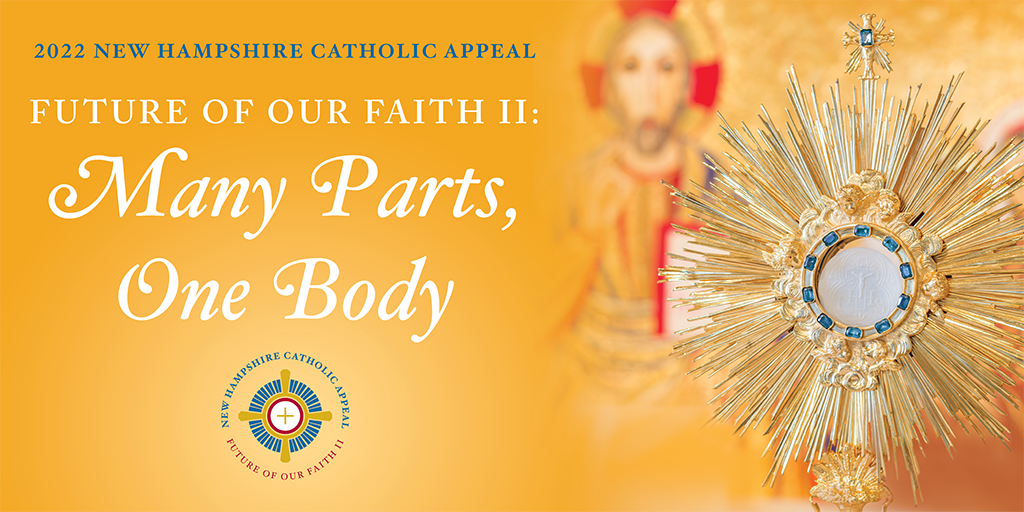 2022 NEW HAMPSHIRE CATHOLIC APPEAL
FUTURE OF OUR FAITH II:
Many Parts,
One Body
NEW HAMPSHIRE CATHOLIC APPEAL
FUTURE OF OUR FAITH II